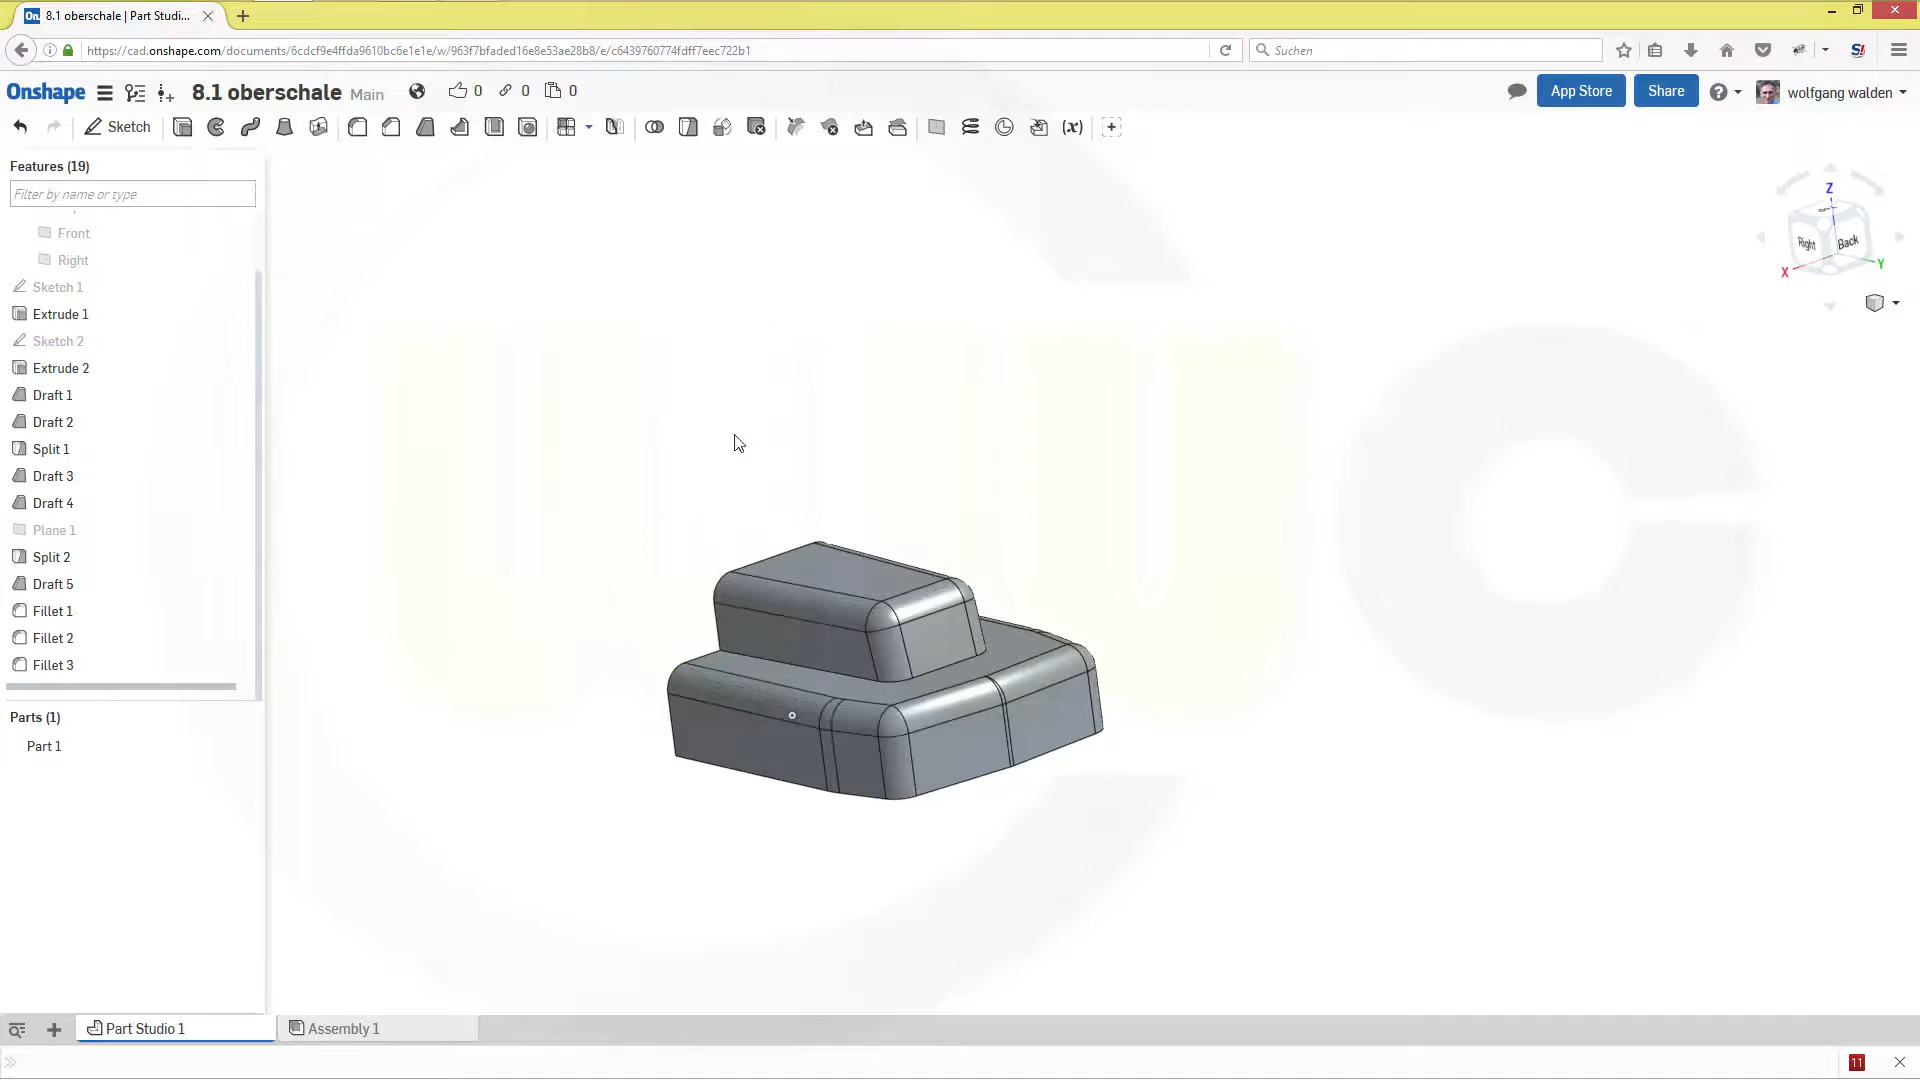 On 8.1 oberschale | Part Studi...
https://cad.onshape.com/documents/6cdcf9e4ffda9610bc6e1e1e/w/963f7bfaded16e8e53ae28b8/e/c6439760774fdff7eec722b1
Suchen
S!
Onshape
8.1 oberschale Main
0 0 0
App Store
Share
wolfgang walden
Sketch
(x)
Features (19)
Filter by name or type
Front
Right
Sketch 1
Extrude 1
Sketch 2
Extrude 2
Draft 1
Draft 2
Split 1
Draft 3
Draft 4
Plane 1
Split 2
Draft 5
Fillet 1
Fillet 2
Fillet 3
Parts (1)
Part 1
Z
Right
Back
X
Y
Part Studio 1
Assembly 1
11